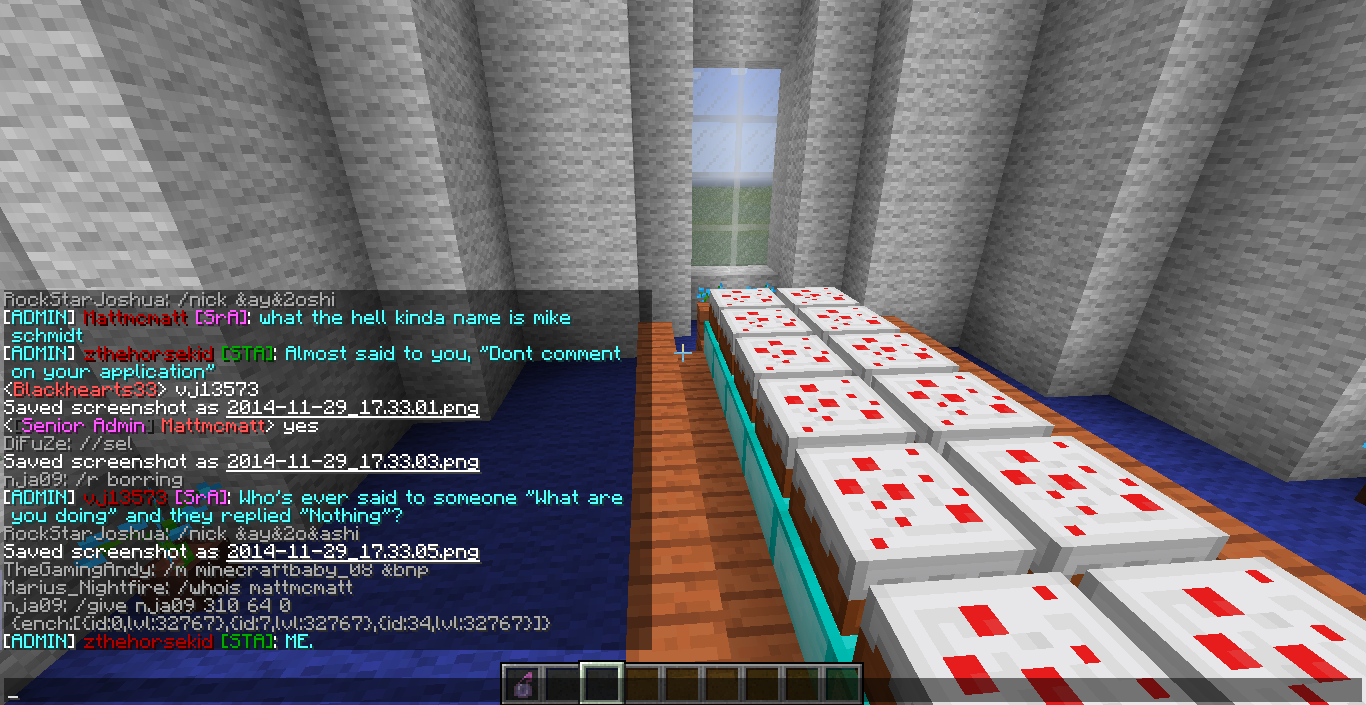 RockStarJoshua: /nick &ay&2oshi
[ADMIN] Mattmcmatt [SrA]: what the hell kinda name is mike
schmidt
[ADMIN] zthehorsekid [STA]: Almost said to you, "Dont comment
on your application"
<Blackhearts33> vj13573
Saved screenshot as 2014-11-29_17.33.01.png
<[Senior Admin] Mattmcmatt> yes
DiFuZe: //sel
Saved screenshot as 2014-11-29_17.33.03.png
nja09: /r borring
[ADMIN] vj13573 [SrA]: Who's ever said to someone "What are
you doing" and they replied "Nothing"?
RockStarJoshua: /nick &ay&2o&ashi
Saved screenshot as 2014-11-29_17.33.05.png
TheGamingAndy: /m minecraftbaby_08 &bnp
Marius_Nightfire: /whois mattmcmatt
nja09: /give nja09 310 64 0
{ench:[{id:0,lvl:32767},{id:7,lvl:32767},{id:34,lvl:32767}]}
[ADMIN] zthehorsekid [STA]: ME.
_